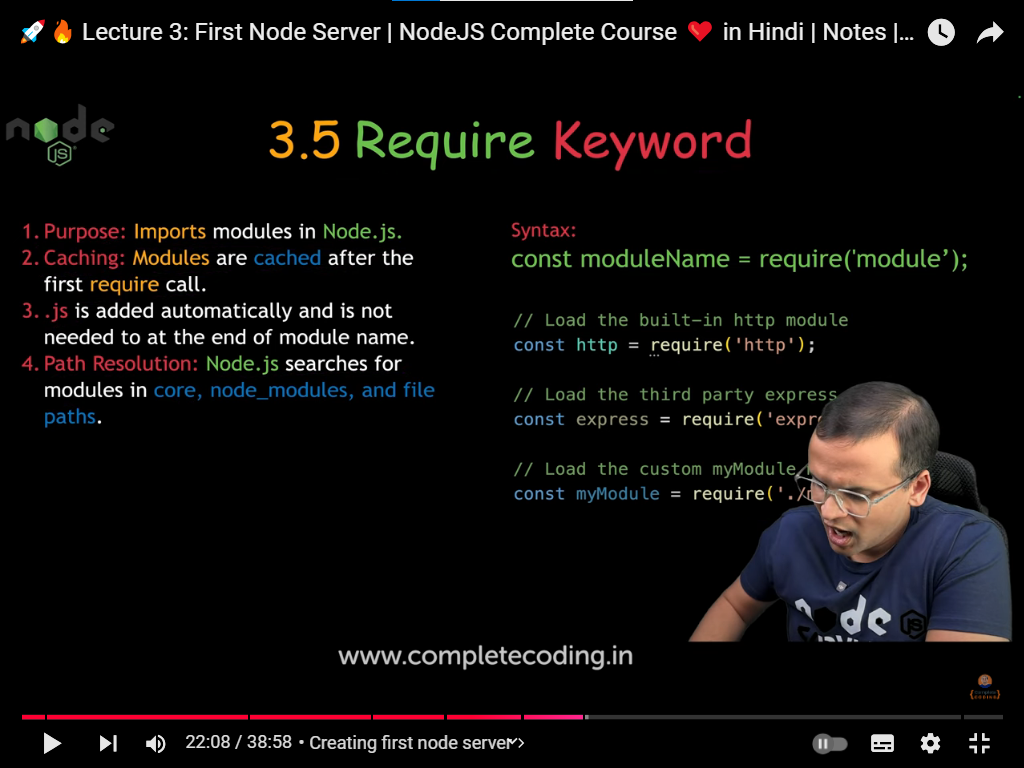 🚀🔥 Lecture 3: First Node Server | NodeJS Complete Course ❤️ in Hindi | Notes |...
node
JS
3.5 Require Keyword
1. Purpose: Imports modules in Node.js.
2. Caching: Modules are cached after the
first require call.
3. .js is added automatically and is not
needed to at the end of module name.
4. Path Resolution: Node.js searches for
modules in core, node_modules, and file
paths.
Syntax:
const moduleName = require('module’);
// Load the built-in http module
const http = require('http');
// Load the third party express
const express = require('expr
// Load the custom myModule
const myModule = require('./
node
JS
www.completecoding.in
22:08 / 38:58 • Creating first node server